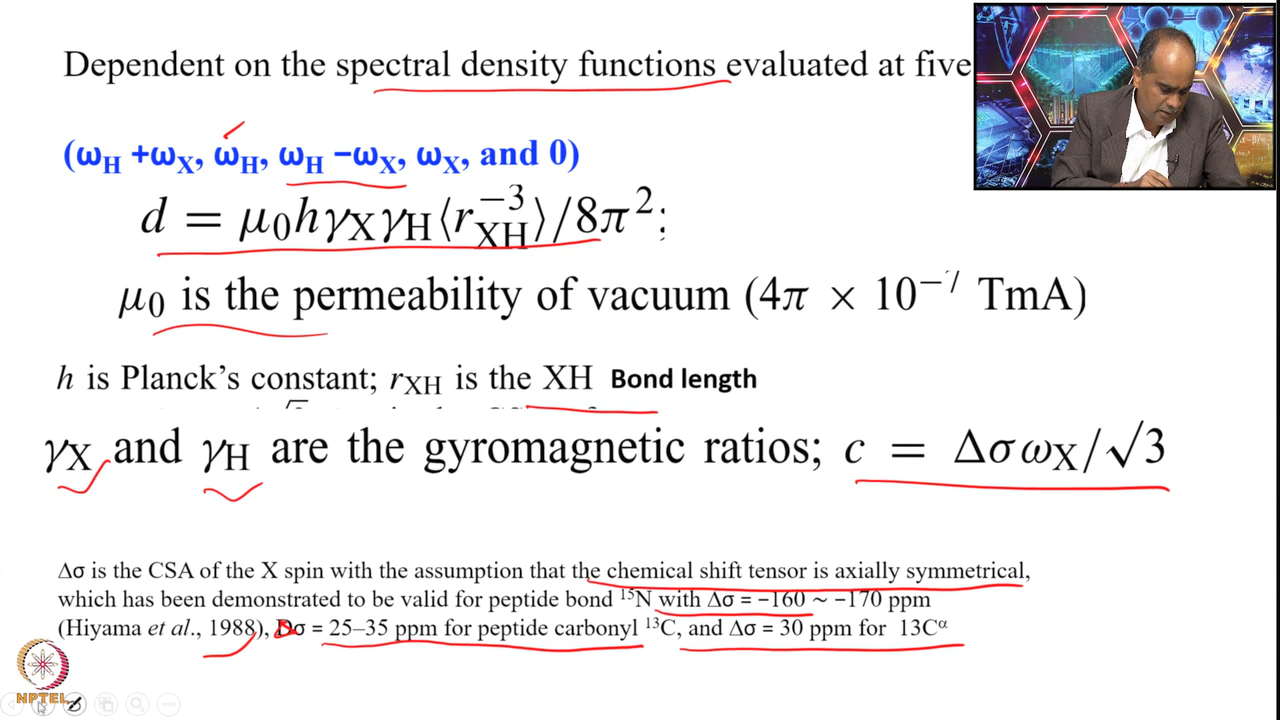 Dependent on the spectral density functions evaluated at five
(ωH +ωX, ωH, ωH −ωX, ωX, and 0)
d = μ0hγXγH⟨r−3XH⟩/8π2;
μ0 is the permeability of vacuum (4π × 10−7 TmA)
h is Planck's constant; rXH is the XH Bond length
γX and γH are the gyromagnetic ratios; c = ΔσωX/√3
Δσ is the CSA of the X spin with the assumption that the chemical shift tensor is axially symmetrical,
which has been demonstrated to be valid for peptide bond 15N with Δσ = −160 ~ −170 ppm
(Hiyama et al., 1988), Δσ = 25–35 ppm for peptide carbonyl 13C, and Δσ = 30 ppm for 13Cα
NPTEL